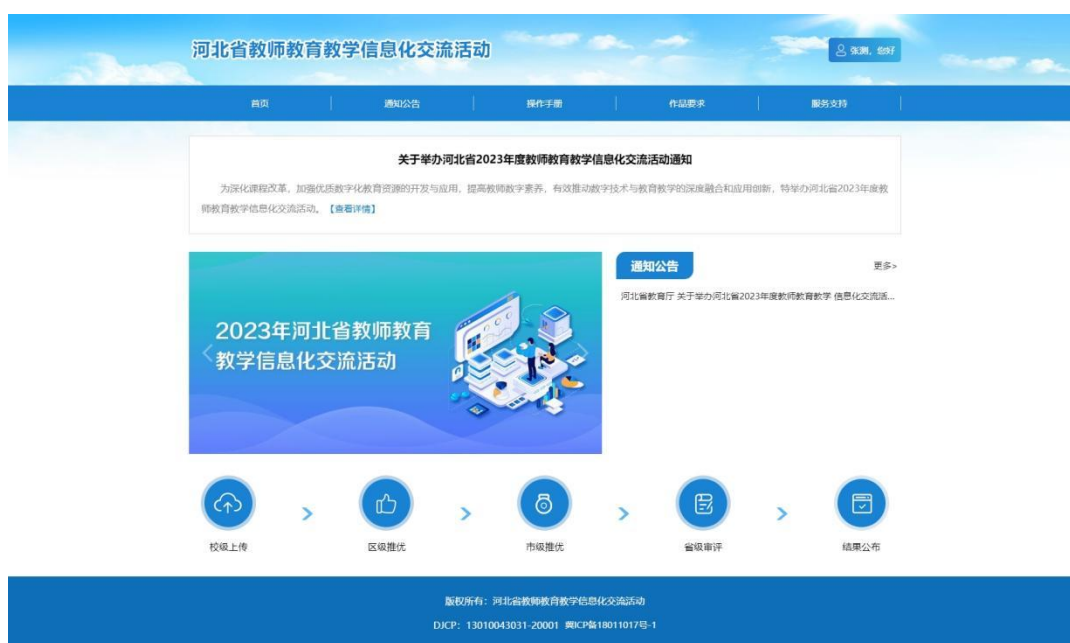 河北省教师教育教学信息化交流活动
张测，您好
首页 通知公告 操作手册 作品要求 服务支持
关于举办河北省2023年度教师教育教学信息化交流活动通知
为深化课程改革，加强优质数字化教育资源的开发与应用，提高教师数字素养，有效推动数字技术与教育教学的深度融合和应用创新，特举办河北省2023年度教
师教育教学信息化交流活动。【查看详情】
2023年河北省教师教育
教学信息化交流活动
通知公告 更多>
河北省教育厅 关于举办河北省2023年度教师教育教学 信息化交流活...
校级上传 区级推优 市级推优 省级审评 结果公布
版权所有：河北省教师教育教学信息化交流活动
DJCP：13010043031-20001 冀ICP备18011017号-1